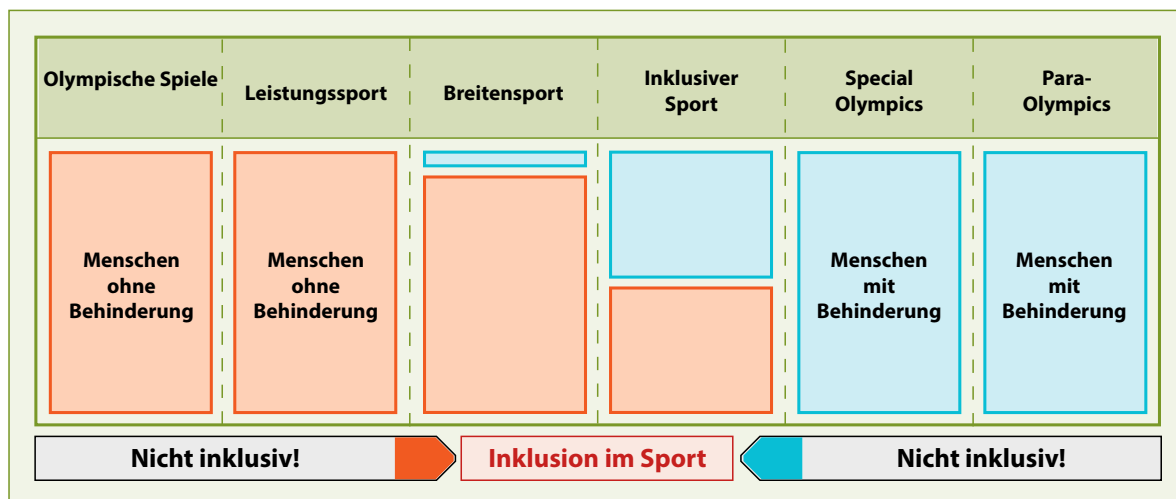 Olympische Spiele
Leistungssport
Breitensport
Inklusiver
Sport
Special
Olympics
Para-
Olympics
Menschen
ohne
Behinderung
Menschen
ohne
Behinderung
Menschen
mit
Behinderung
Menschen
mit
Behinderung
Nicht inklusiv!
Inklusion im Sport
Nicht inklusiv!